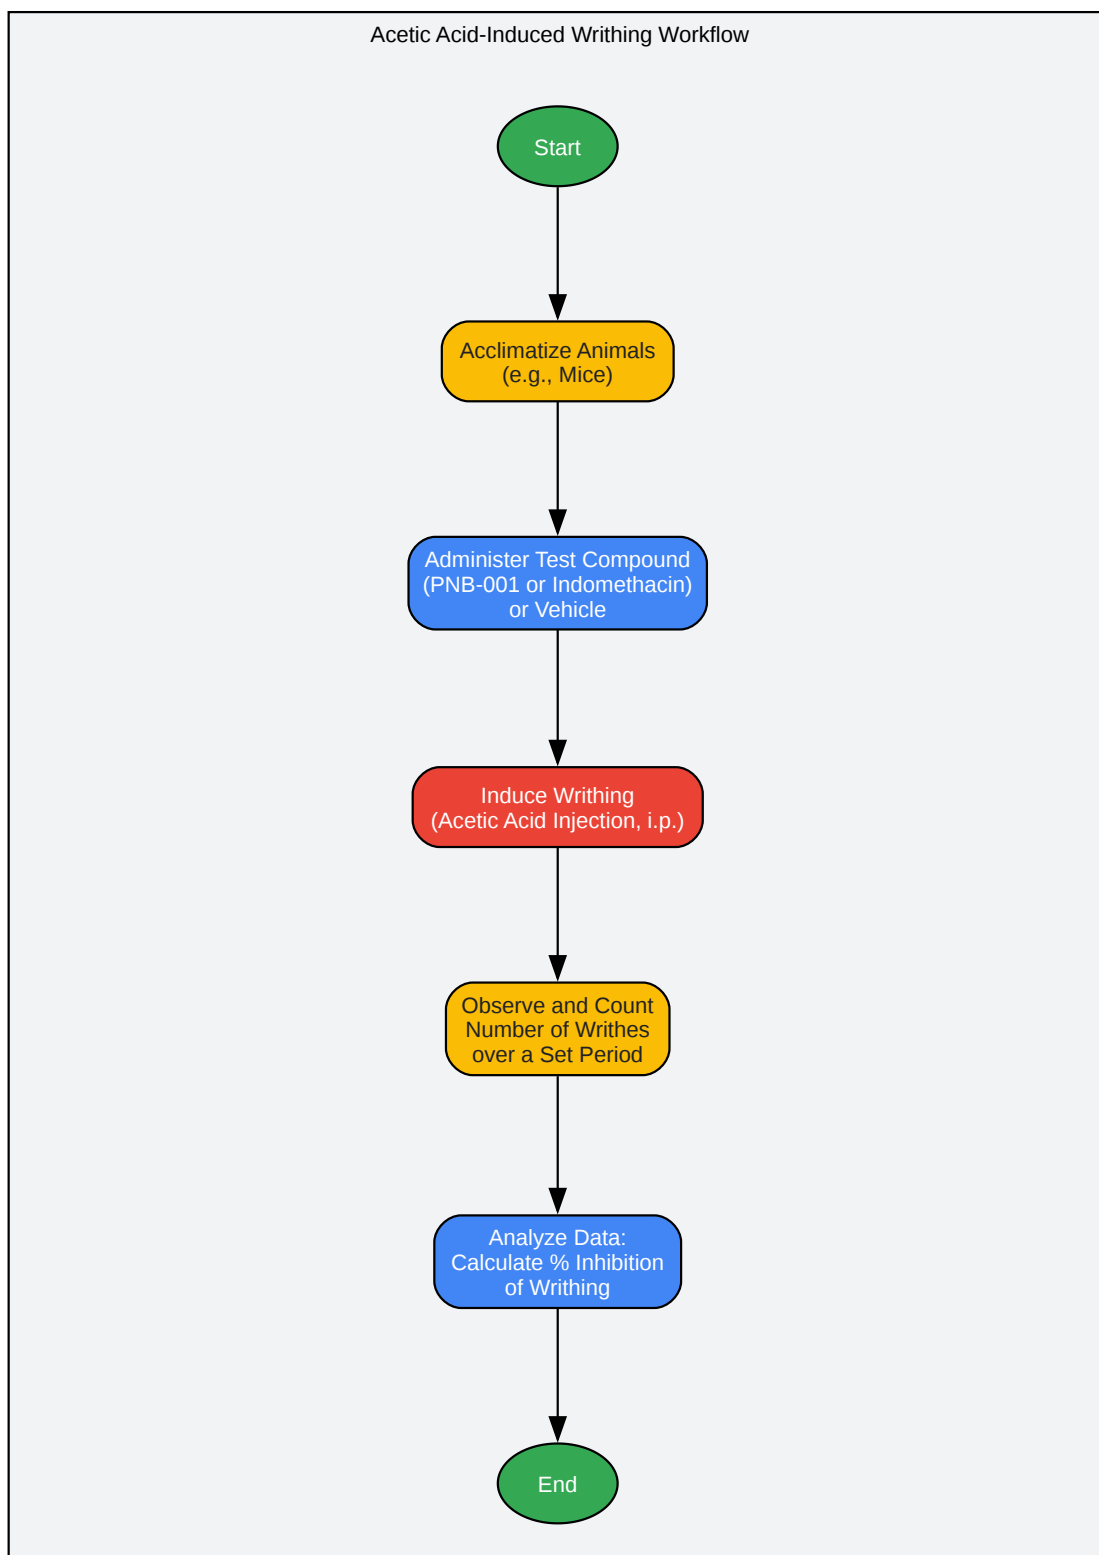 Acetic Acid-Induced Writhing Workflow
Start
Acclimatize Animals
(e.g., Mice)
Administer Test Compound
(PNB-001 or Indomethacin)
or Vehicle
Induce Writhing
(Acetic Acid Injection, i.p.)
Observe and Count
Number of Writhes
over a Set Period
Analyze Data:
Calculate % Inhibition
of Writhing
End